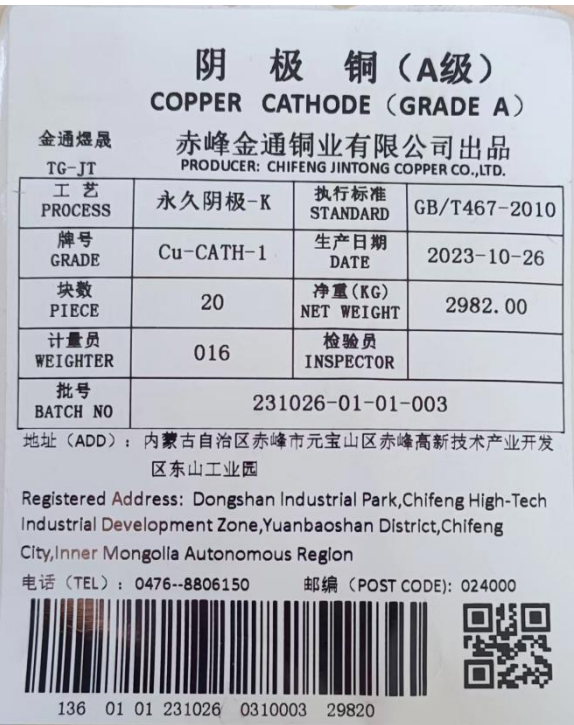 阴 极 铜（A级）
COPPER CATHODE（GRADE A）
金通煜晟
TG-JT
赤峰金通铜业有限公司出品
PRODUCER: CHIFENG JINTONG COPPER CO.,LTD.
工 艺 永久阴极-K 执行标准 GB/T467-2010
PROCESS STANDARD
牌号 Cu-CATH-1 生产日期 2023-10-26
GRADE DATE
块数 20 净重(KG) 2982.00
PIECE NET WEIGHT
计量员 016 检验员
WEIGHTER INSPECTOR
批号 231026-01-01-003
BATCH NO
地址（ADD）：内蒙古自治区赤峰市元宝山区赤峰高新技术产业开发
区东山工业园
Registered Address: Dongshan Industrial Park,Chifeng High-Tech
Industrial Development Zone,Yuanbaoshan District,Chifeng
City,Inner Mongolia Autonomous Region
电话（TEL）: 0476--8806150 邮编（POST CODE): 024000
136 01 01 231026 0310003 29820